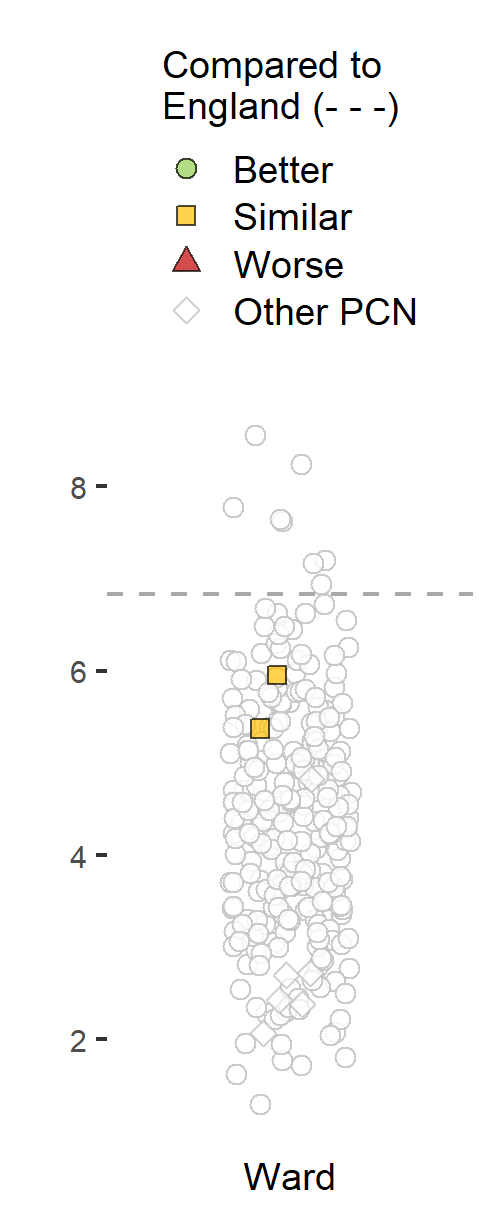 Compared to
England (- - -)
Better
Similar
Worse
Other PCN
8
6
4
2
Ward